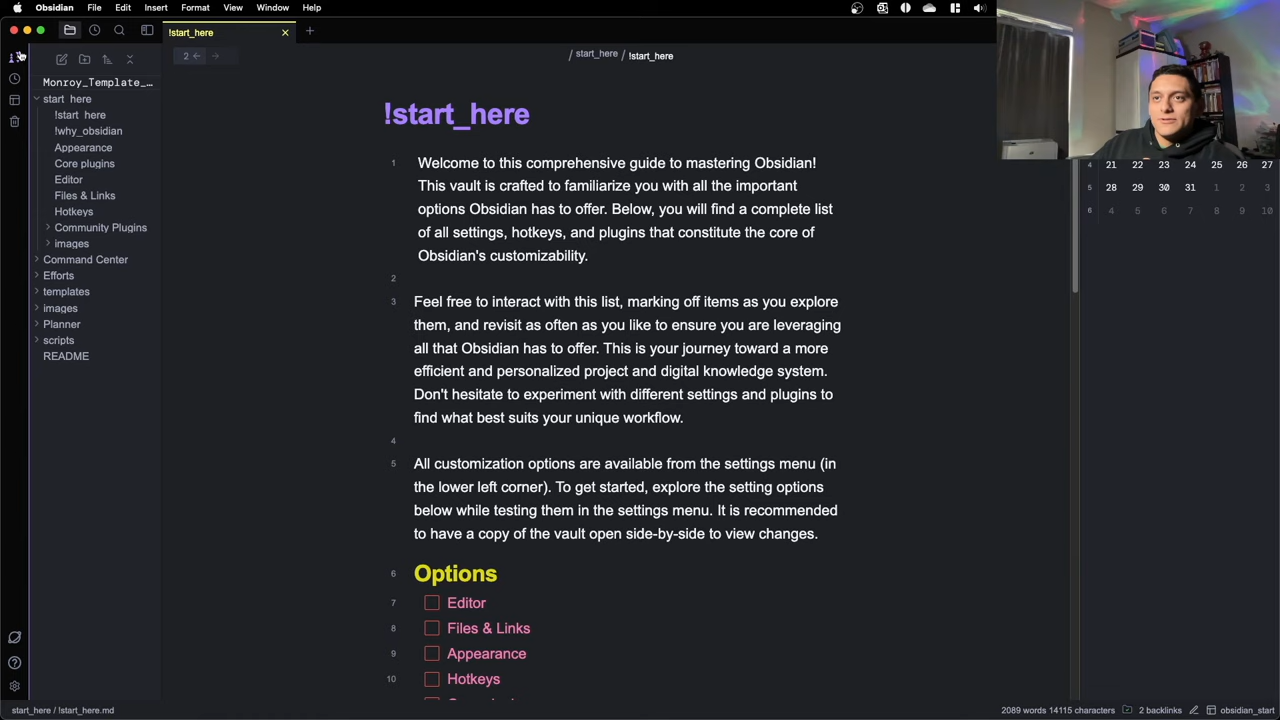 Obsidian File Edit Insert Format View Window Help
!start_here
2
/ start_here / !start_here
Monroy_Template_...
start_here
!start_here
!why_obsidian
Appearance
Core plugins
Editor
Files & Links
Hotkeys
Community Plugins
images
Command Center
Efforts
templates
images
Planner
scripts
README
!start_here
1 Welcome to this comprehensive guide to mastering Obsidian!
This vault is crafted to familiarize you with all the important
options Obsidian has to offer. Below, you will find a complete list
of all settings, hotkeys, and plugins that constitute the core of
Obsidian's customizability.
2
3 Feel free to interact with this list, marking off items as you explore
them, and revisit as often as you like to ensure you are leveraging
all that Obsidian has to offer. This is your journey toward a more
efficient and personalized project and digital knowledge system.
Don't hesitate to experiment with different settings and plugins to
find what best suits your unique workflow.
4
5 All customization options are available from the settings menu (in
the lower left corner). To get started, explore the setting options
below while testing them in the settings menu. It is recommended
to have a copy of the vault open side-by-side to view changes.
6 Options
7 Editor
8 Files & Links
9 Appearance
10 Hotkeys
4 21 22 23 24 25 26 27
5 28 29 30 31 1 2 3
6 4 5 6 7 8 9 10
start_here / !start_here.md
2089 words 14115 characters 2 backlinks obsidian_start